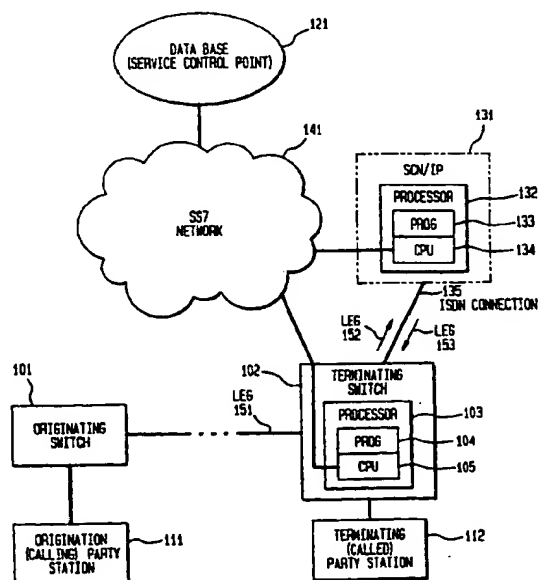 121
DATA BASE
(SERVICE CONTROL POINT)
141
131
SCN/IP
PROCESSOR
132
PROG
133
CPU
134
SS7
NETWORK
135
ISDN CONNECTION
LEG
152
LEG
153
101
102
TERMINATING
SWITCH
LEG
151
PROCESSOR
103
ORIGINATING
SWITCH
PROG
104
CPU
105
ORIGINATION
(CALLING) PARTY
STATION
111
TERMINATING
(CALLED)
PARTY STATION
112